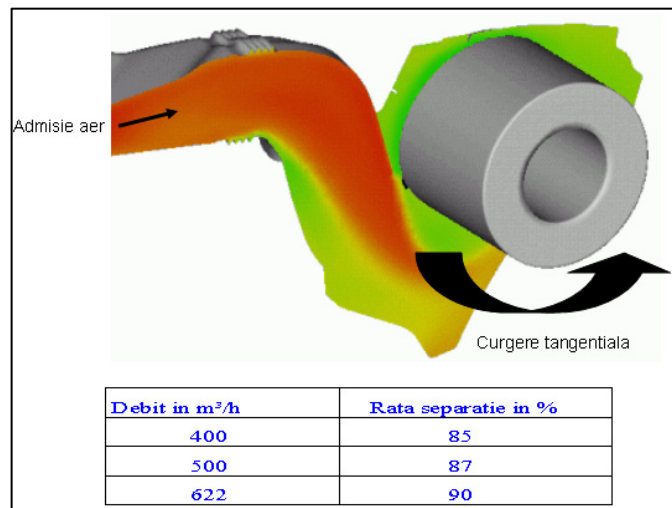 Admisie aer
Curgere tangentiala
Debit in m³/h Rata separatie in %
400 85
500 87
622 90